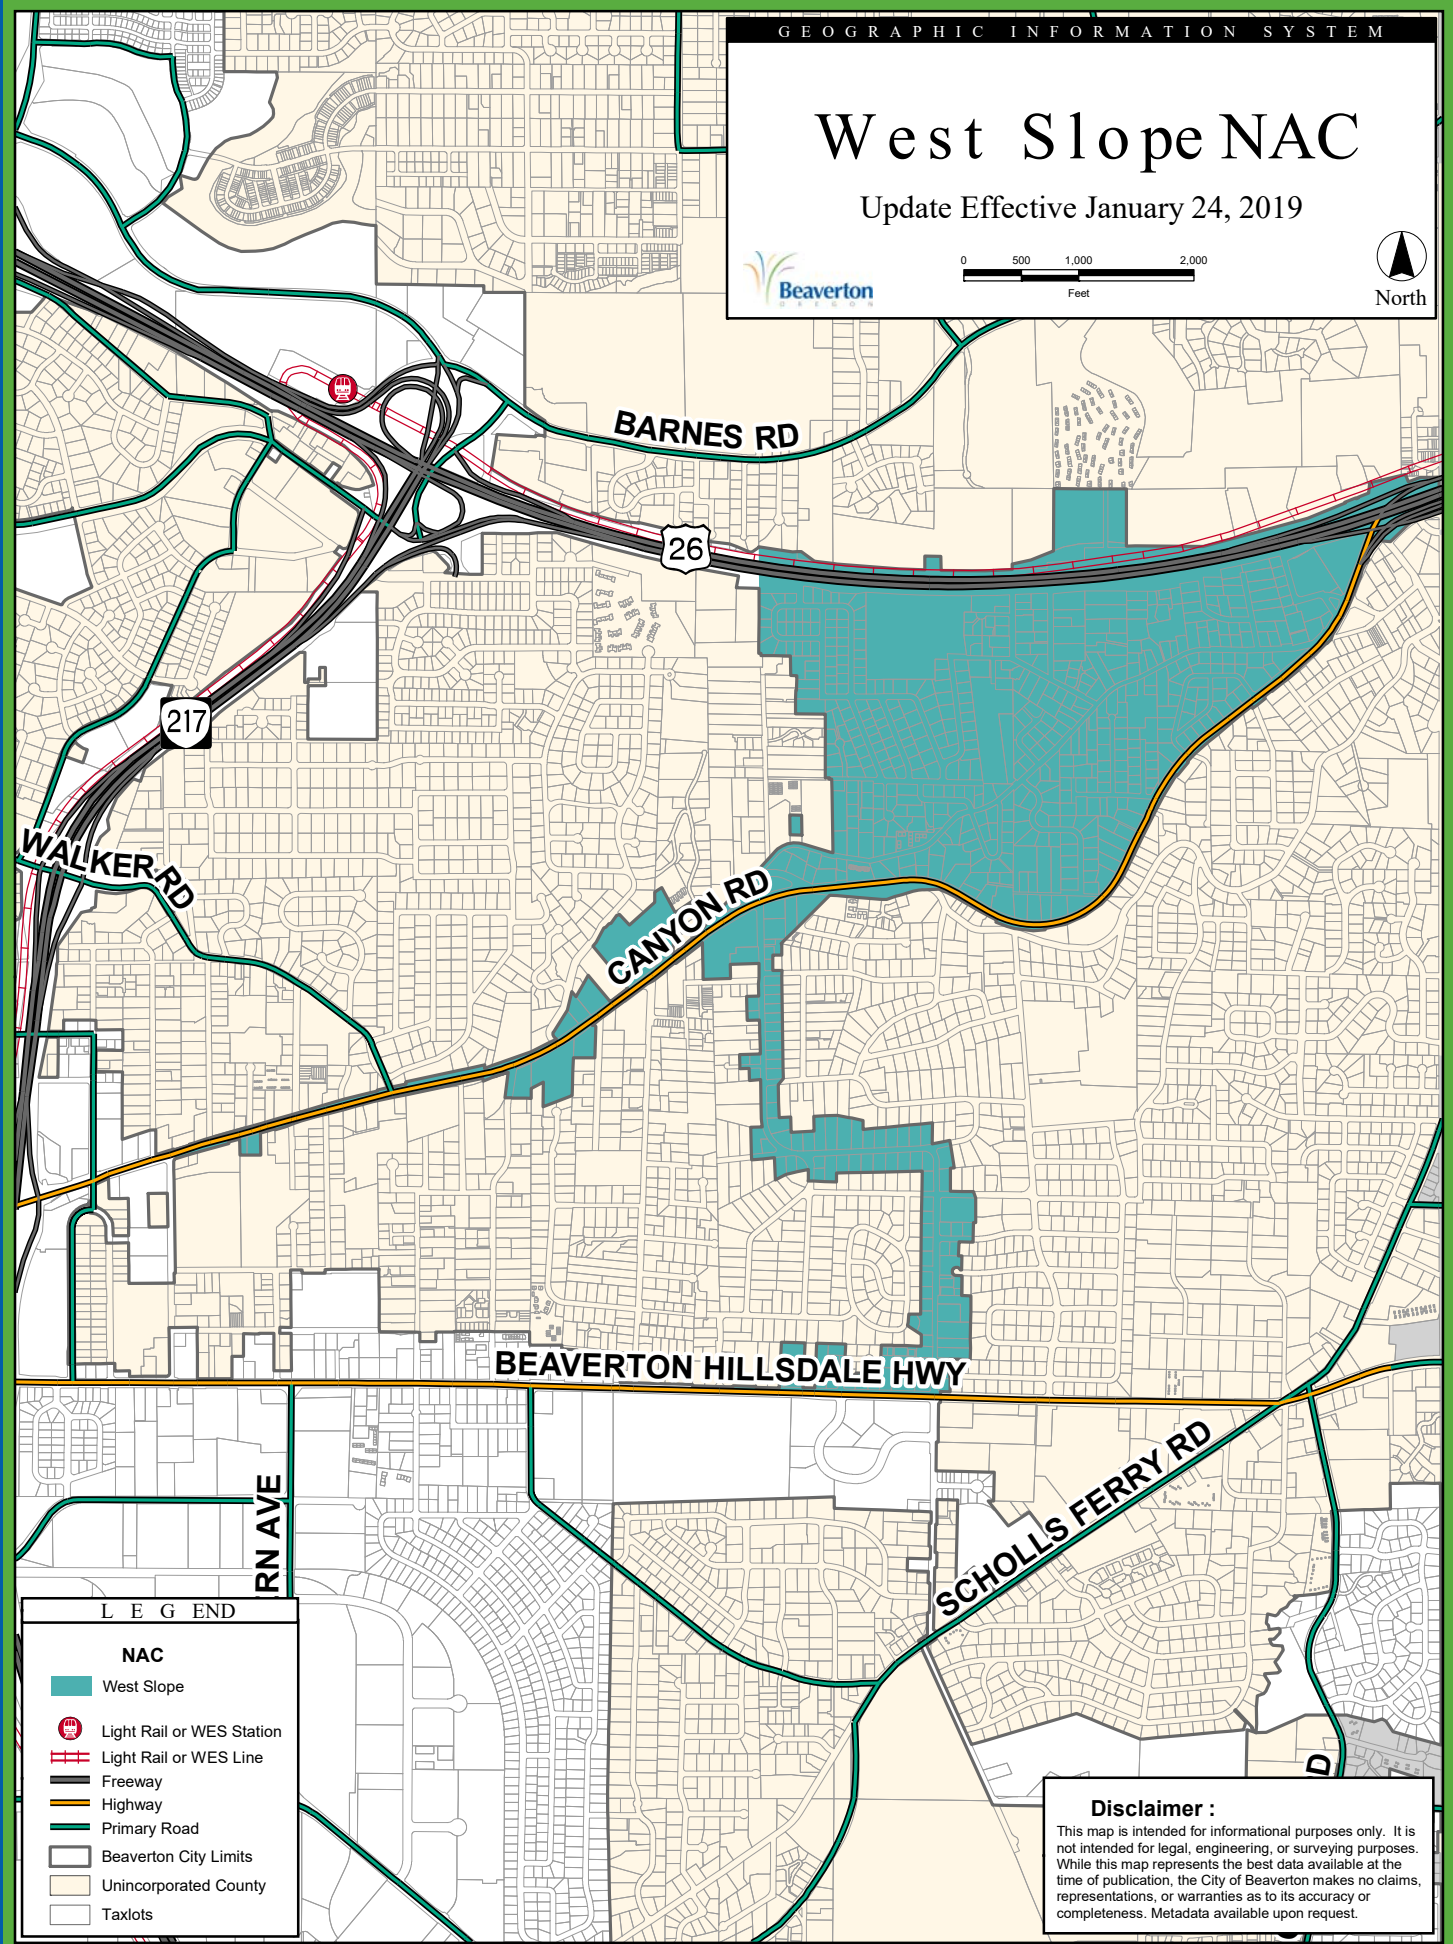 GEOGRAPHIC INFORMATION SYSTEM
West Slope NAC
Update Effective January 24, 2019
0 500 1,000 2,000
Feet
Beaverton
OREGON
North
BARNES RD
26
217
WALKER RD
CANYON RD
BEAVERTON HILLSDALE HWY
SCHOLLS FERRY RD
RN AVE
D
LEGEND
NAC
West Slope
Light Rail or WES Station
Light Rail or WES Line
Freeway
Highway
Primary Road
Beaverton City Limits
Unincorporated County
Taxlots
Disclaimer :
This map is intended for informational purposes only. It is
not intended for legal, engineering, or surveying purposes.
While this map represents the best data available at the
time of publication, the City of Beaverton makes no claims,
representations, or warranties as to its accuracy or
completeness. Metadata available upon request.